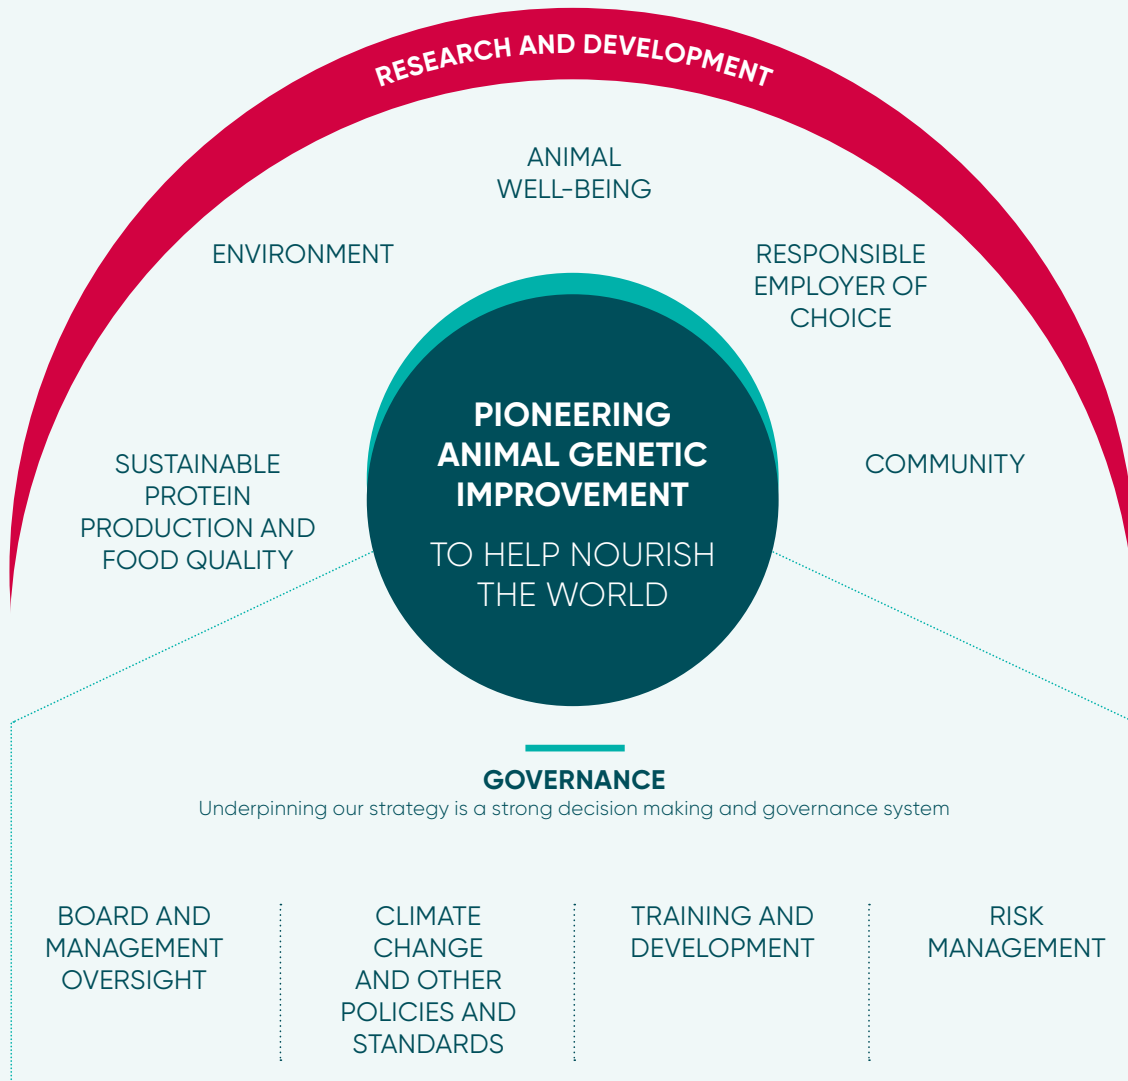 RESEARCH AND DEVELOPMENT
ANIMAL
WELL-BEING
ENVIRONMENT
RESPONSIBLE
EMPLOYER OF
CHOICE
SUSTAINABLE
PROTEIN
PRODUCTION AND
FOOD QUALITY
PIONEERING
ANIMAL GENETIC
IMPROVEMENT
TO HELP NOURISH
THE WORLD
COMMUNITY
GOVERNANCE
Underpinning our strategy is a strong decision making and governance system
BOARD AND
MANAGEMENT
OVERSIGHT
CLIMATE
CHANGE
AND OTHER
POLICIES AND
STANDARDS
TRAINING AND
DEVELOPMENT
RISK
MANAGEMENT